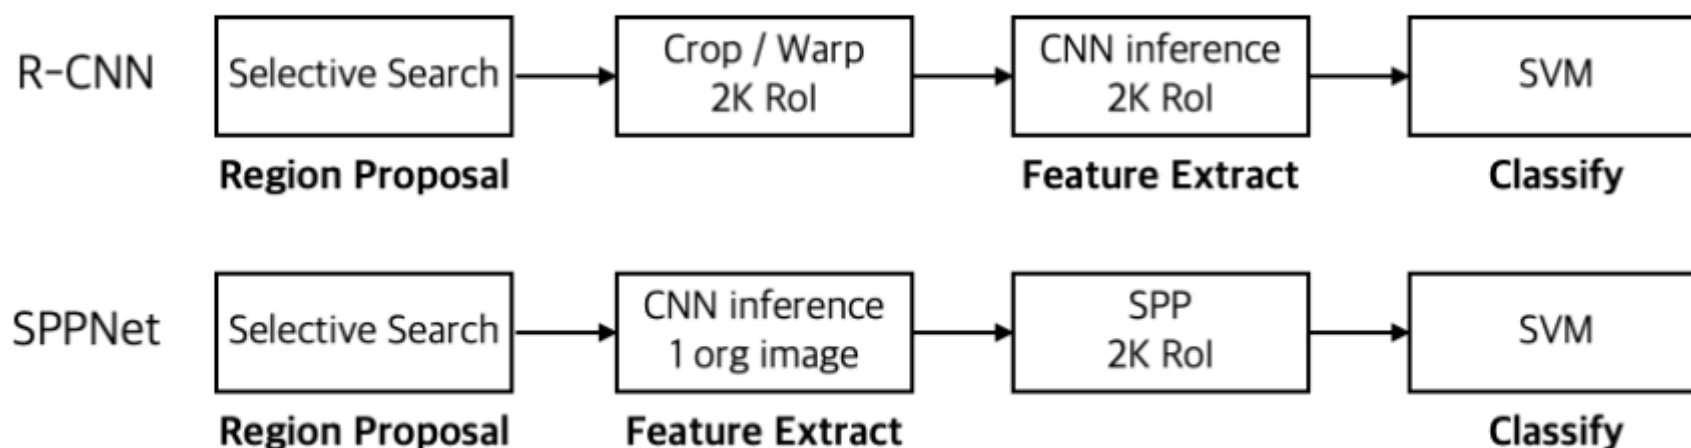 R-CNN
Selective Search
Crop / Warp
2K RoI
CNN inference
2K RoI
SVM
Region Proposal
Feature Extract
Classify
SPPNet
Selective Search
CNN inference
1 org image
SPP
2K RoI
SVM
Region Proposal
Feature Extract
Classify